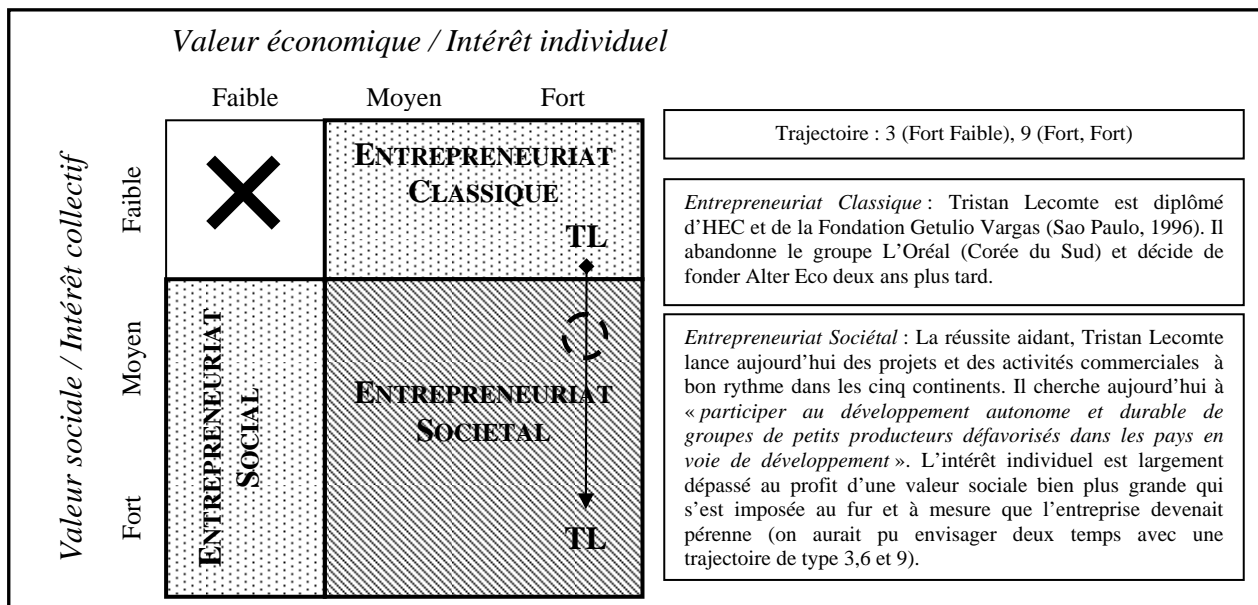 Valeur économique / Intérêt individuel
Faible Moyen Fort
Valeur sociale / Intérêt collectif
Faible
Moyen
Fort
ENTREPRENEURIAT
CLASSIQUE
TL
ENTREPRENEURIAT
SOCIAL
ENTREPRENEURIAT
SOCIETAL
TL
Trajectoire : 3 (Fort Faible), 9 (Fort, Fort)
Entrepreneuriat Classique : Tristan Lecomte est diplômé
d’HEC et de la Fondation Getulio Vargas (Sao Paulo, 1996). Il
abandonne le groupe L’Oréal (Corée du Sud) et décide de
fonder Alter Eco deux ans plus tard.
Entrepreneuriat Sociétal : La réussite aidant, Tristan Lecomte
lance aujourd’hui des projets et des activités commerciales à
bon rythme dans les cinq continents. Il cherche aujourd’hui à
« participer au développement autonome et durable de
groupes de petits producteurs défavorisés dans les pays en
voie de développement ». L’intérêt individuel est largement
dépassé au profit d’une valeur sociale bien plus grande qui
s’est imposée au fur et à mesure que l’entreprise devenait
pérenne (on aurait pu envisager deux temps avec une
trajectoire de type 3,6 et 9).